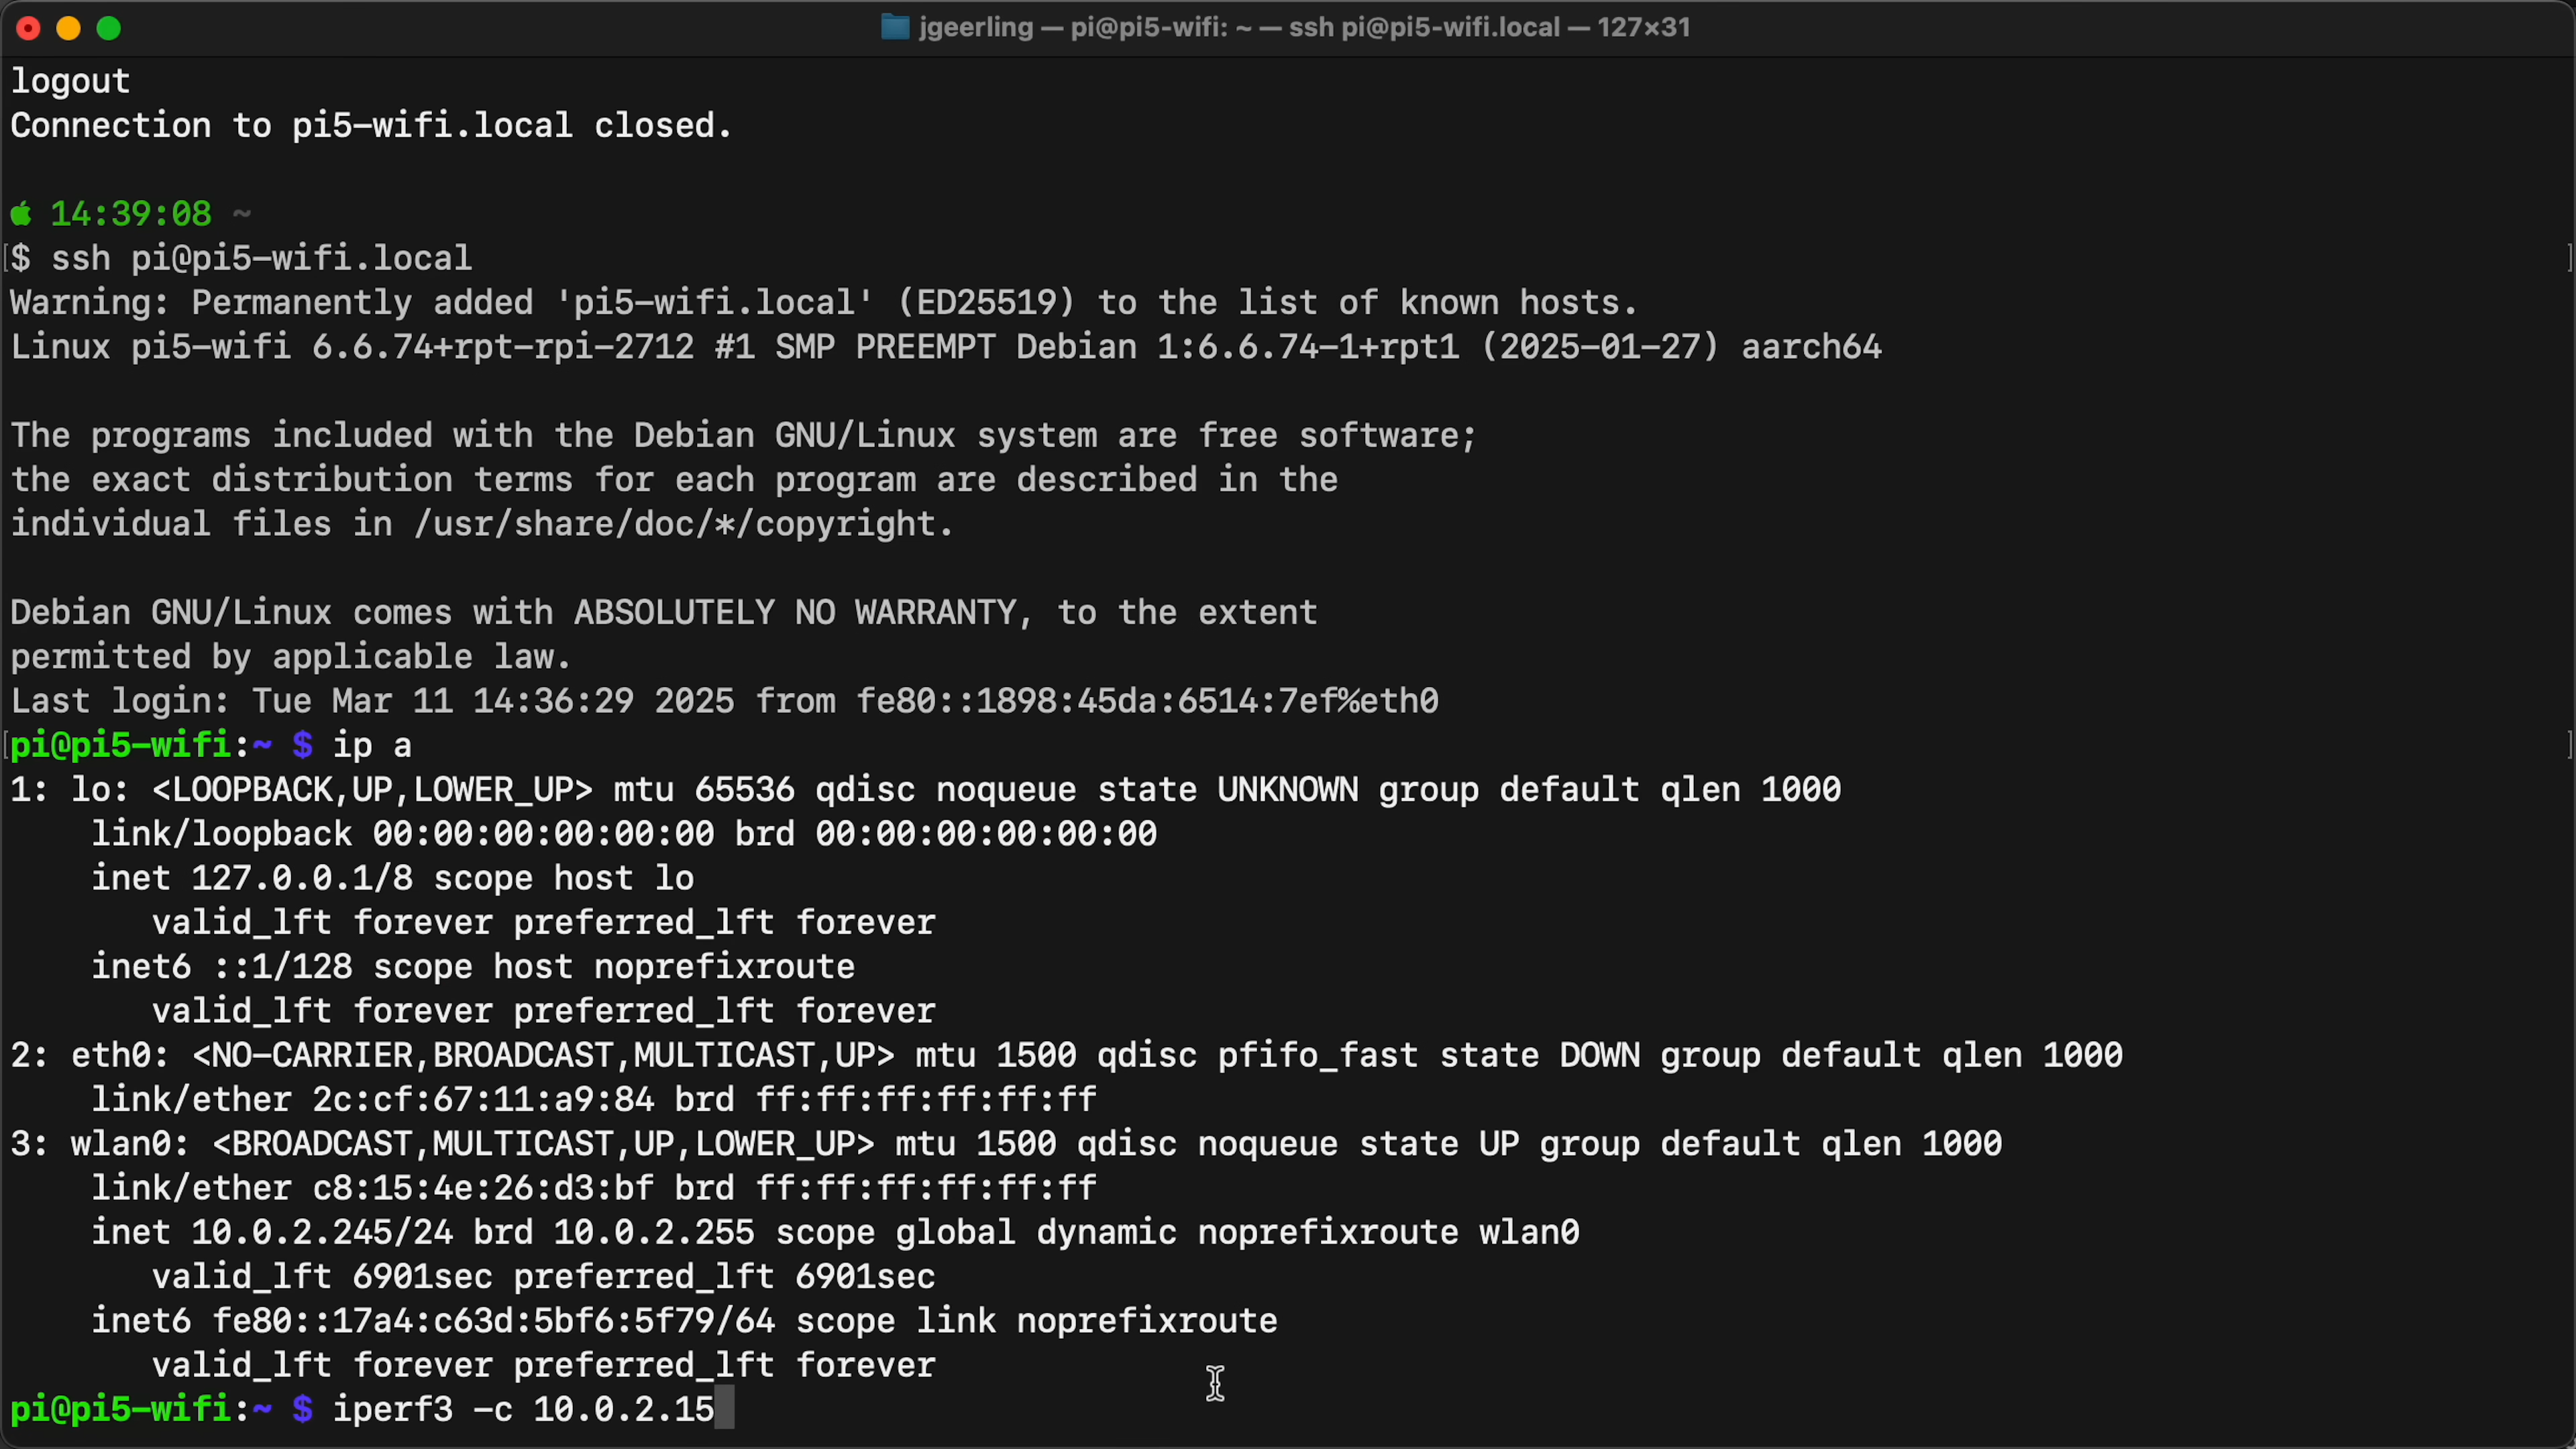 jgeerling — pi@pi5-wifi: ~ — ssh pi@pi5-wifi.local — 127×31
logout
Connection to pi5-wifi.local closed.
14:39:08 ~
[$ ssh pi@pi5-wifi.local ]
Warning: Permanently added 'pi5-wifi.local' (ED25519) to the list of known hosts.
Linux pi5-wifi 6.6.74+rpt-rpi-2712 #1 SMP PREEMPT Debian 1:6.6.74-1+rpt1 (2025-01-27) aarch64
The programs included with the Debian GNU/Linux system are free software;
the exact distribution terms for each program are described in the
individual files in /usr/share/doc/*/copyright.
Debian GNU/Linux comes with ABSOLUTELY NO WARRANTY, to the extent
permitted by applicable law.
Last login: Tue Mar 11 14:36:29 2025 from fe80::1898:45da:6514:7ef%eth0
[pi@pi5-wifi:~ $ ip a ]
1: lo: <LOOPBACK,UP,LOWER_UP> mtu 65536 qdisc noqueue state UNKNOWN group default qlen 1000
    link/loopback 00:00:00:00:00:00 brd 00:00:00:00:00:00
    inet 127.0.0.1/8 scope host lo
       valid_lft forever preferred_lft forever
    inet6 ::1/128 scope host noprefixroute
       valid_lft forever preferred_lft forever
2: eth0: <NO-CARRIER,BROADCAST,MULTICAST,UP> mtu 1500 qdisc pfifo_fast state DOWN group default qlen 1000
    link/ether 2c:cf:67:11:a9:84 brd ff:ff:ff:ff:ff:ff
3: wlan0: <BROADCAST,MULTICAST,UP,LOWER_UP> mtu 1500 qdisc noqueue state UP group default qlen 1000
    link/ether c8:15:4e:26:d3:bf brd ff:ff:ff:ff:ff:ff
    inet 10.0.2.245/24 brd 10.0.2.255 scope global dynamic noprefixroute wlan0
       valid_lft 6901sec preferred_lft 6901sec
    inet6 fe80::17a4:c63d:5bf6:5f79/64 scope link noprefixroute
       valid_lft forever preferred_lft forever
pi@pi5-wifi:~ $ iperf3 -c 10.0.2.15